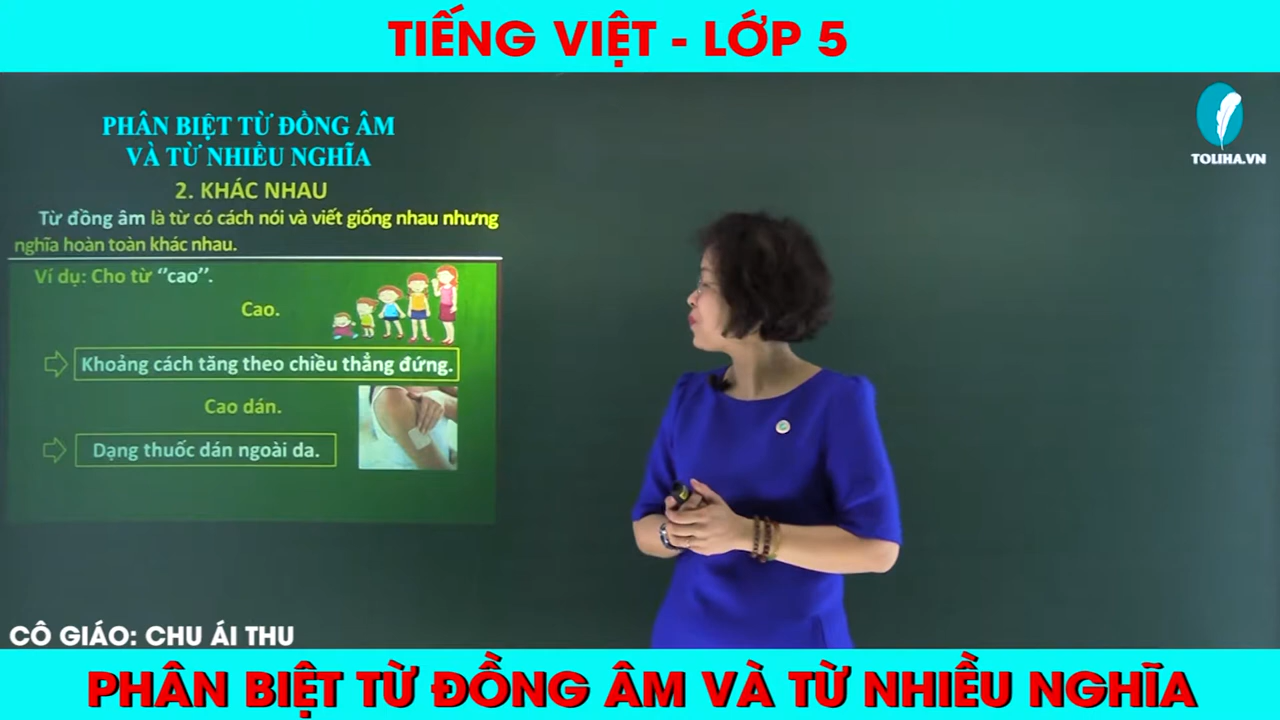 TIẾNG VIỆT - LỚP 5
TOLIHA.VN
PHÂN BIỆT TỪ ĐỒNG ÂM
VÀ TỪ NHIỀU NGHĨA
2. KHÁC NHAU
Từ đồng âm là từ có cách nói và viết giống nhau nhưng
nghĩa hoàn toàn khác nhau.
Ví dụ: Cho từ “cao”.
Cao.
Khoảng cách tăng theo chiều thẳng đứng.
Cao dán.
Dạng thuốc dán ngoài da.
CÔ GIÁO: CHU ÁI THU
PHÂN BIỆT TỪ ĐỒNG ÂM VÀ TỪ NHIỀU NGHĨA